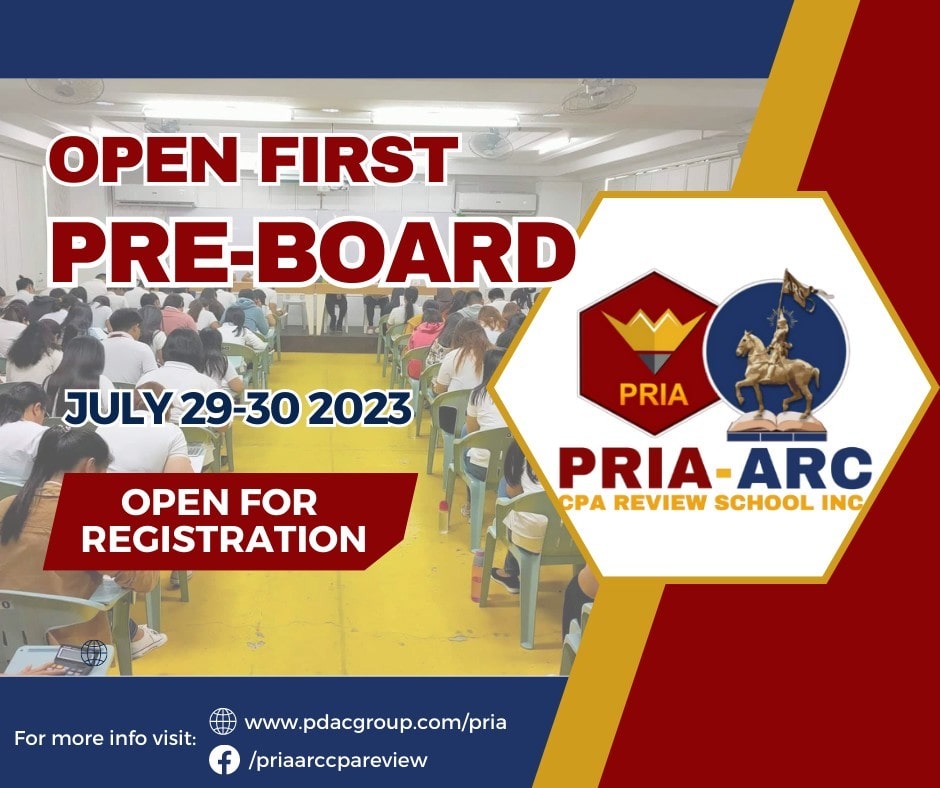 OPEN FIRST
PRE-BOARD
JULY 29-30 2023
OPEN FOR
REGISTRATION
PRIA
PRIA-ARC
CPA REVIEW SCHOOL INC
For more info visit:
www.pdacgroup.com/pria
/priaarccpareview